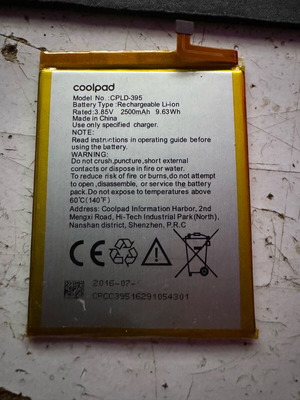 coolpad
Model No.:CPLD-395
Battery Type:Rechargeable Li-ion
Rated:3.85V 2500mAh 9.63Wh
Made in China
Use only specified charger.
NOTE:
Read instructions in operating guide before using the battery.
WARNING:
Do not crush,puncture,short external
contacts or dispose in fire or water
To reduce risk of fire or burns,do not
attempt to disassemble the battery pack
Do not expose to temperatures above
60℃(140℉)
Address: Coolpad Information Harbor, 2nd
Mengxi Road, Hi-Tech Industrial Park(North),
Nanshan district, Shenzhen, P.R.C
CE
2016-07-
CPCC39516291054301